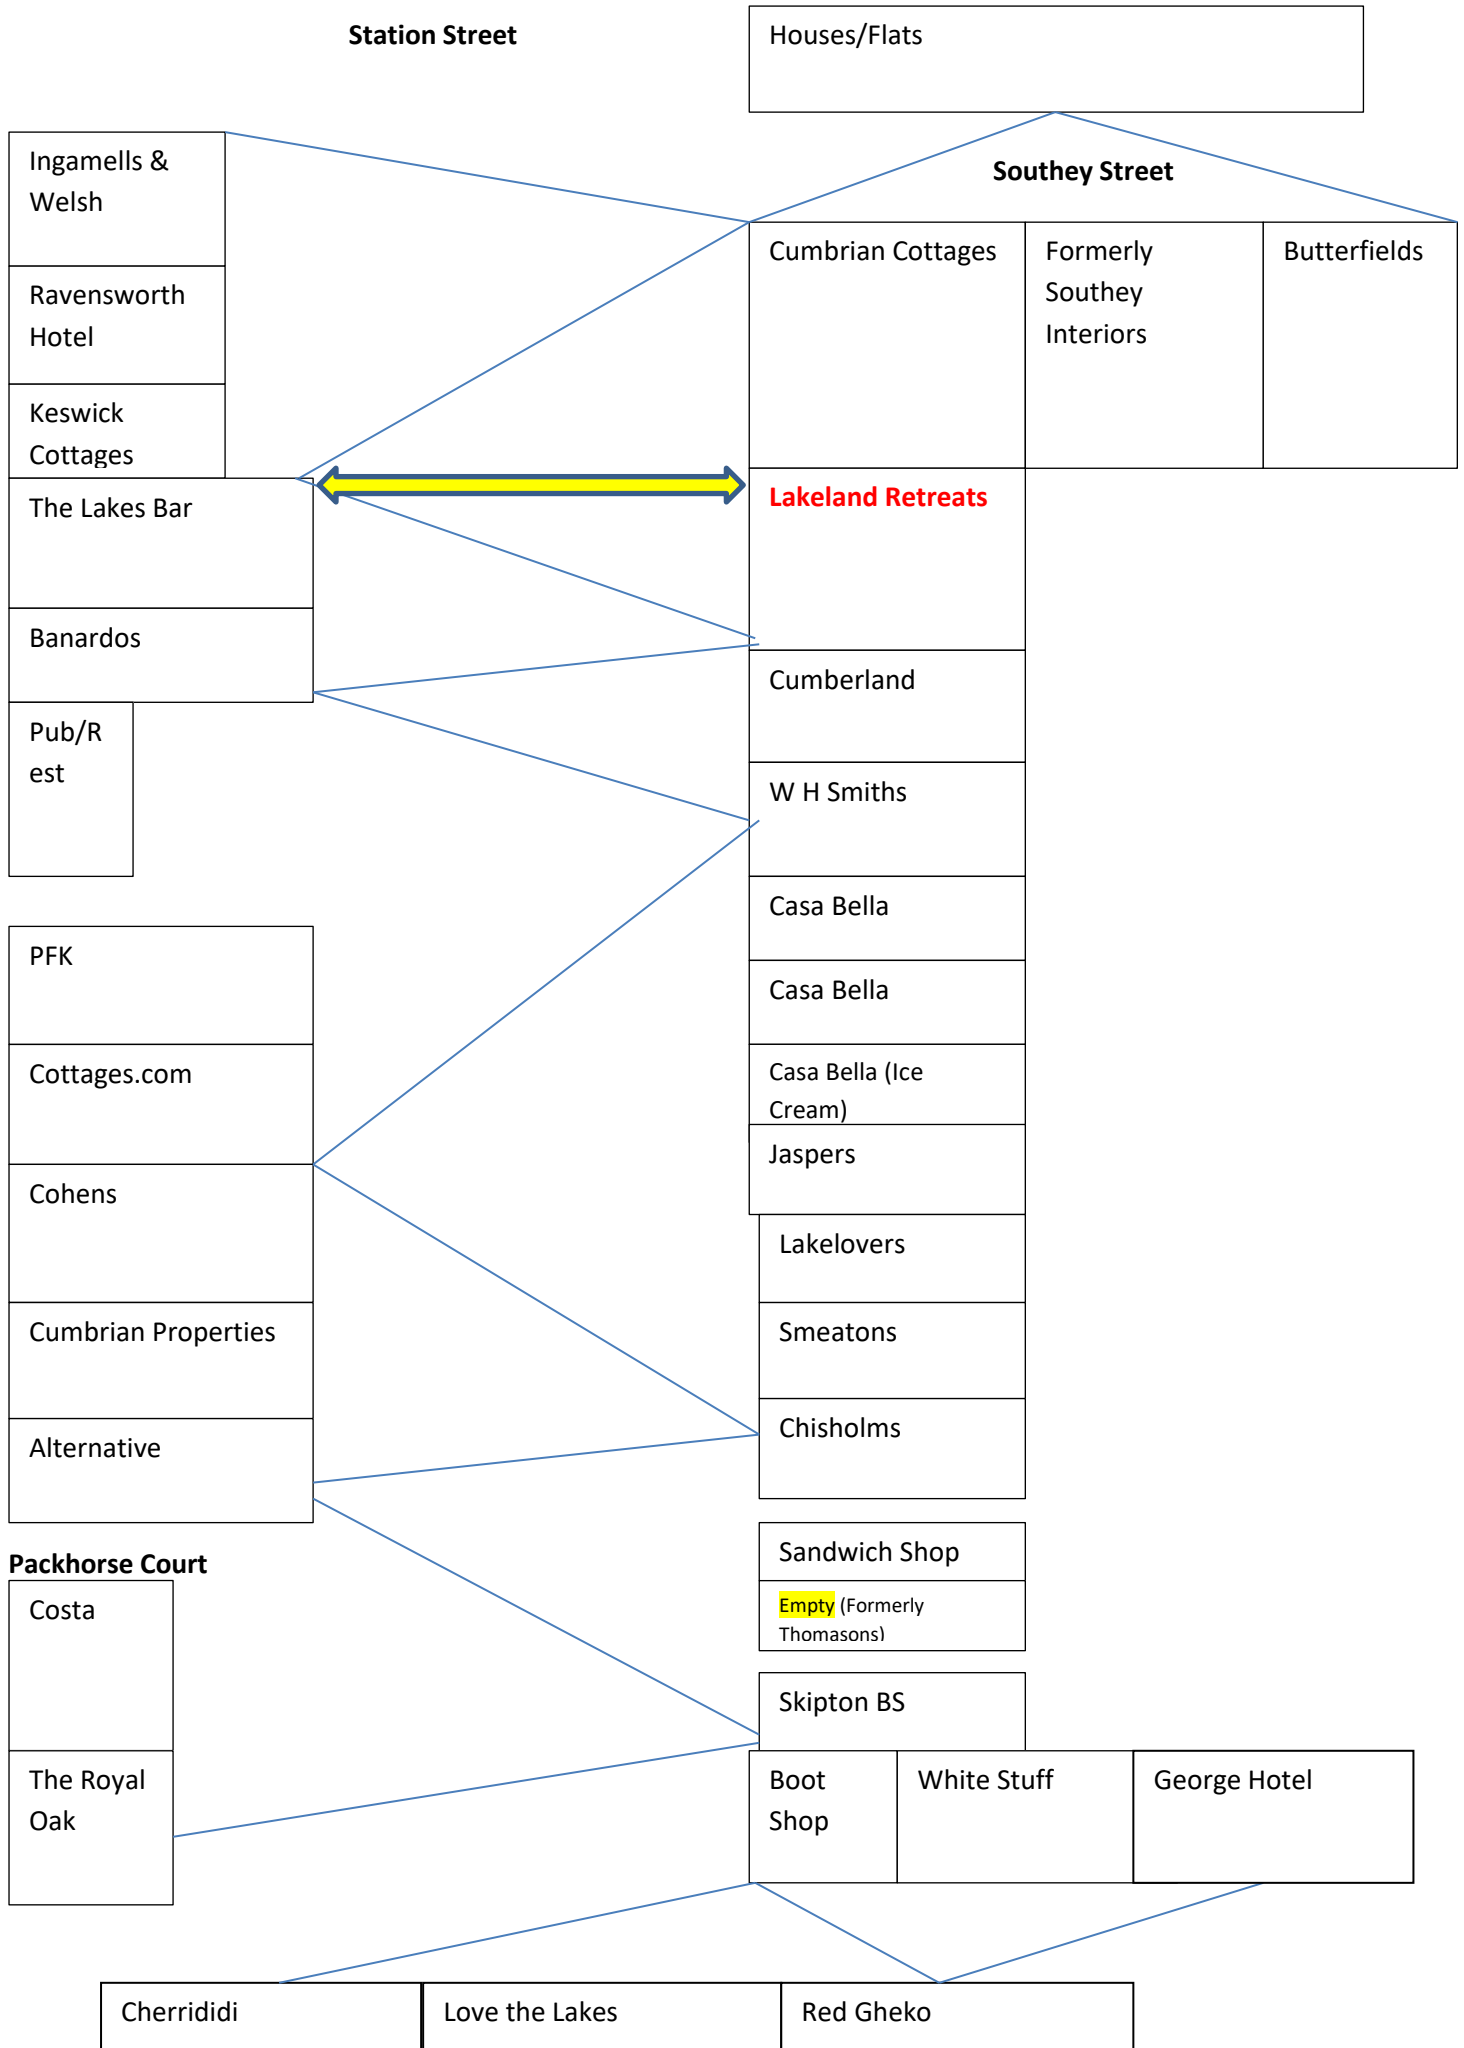 Station Street
Houses/Flats
Ingamells &
Welsh
Southey Street
Cumbrian Cottages
Formerly
Southey
Interiors
Butterfields
Ravensworth
Hotel
Keswick
Cottages
The Lakes Bar
Lakeland Retreats
Banardos
Cumberland
Pub/R
est
W H Smiths
Casa Bella
PFK
Casa Bella
Cottages.com
Casa Bella (Ice
Cream)
Jaspers
Cohens
Lakelovers
Cumbrian Properties
Smeatons
Alternative
Chisholms
Packhorse Court
Sandwich Shop
Costa
Empty (Formerly
Thomasons)
Skipton BS
The Royal
Oak
Boot
Shop
White Stuff
George Hotel
Cherrididi
Love the Lakes
Red Gheko